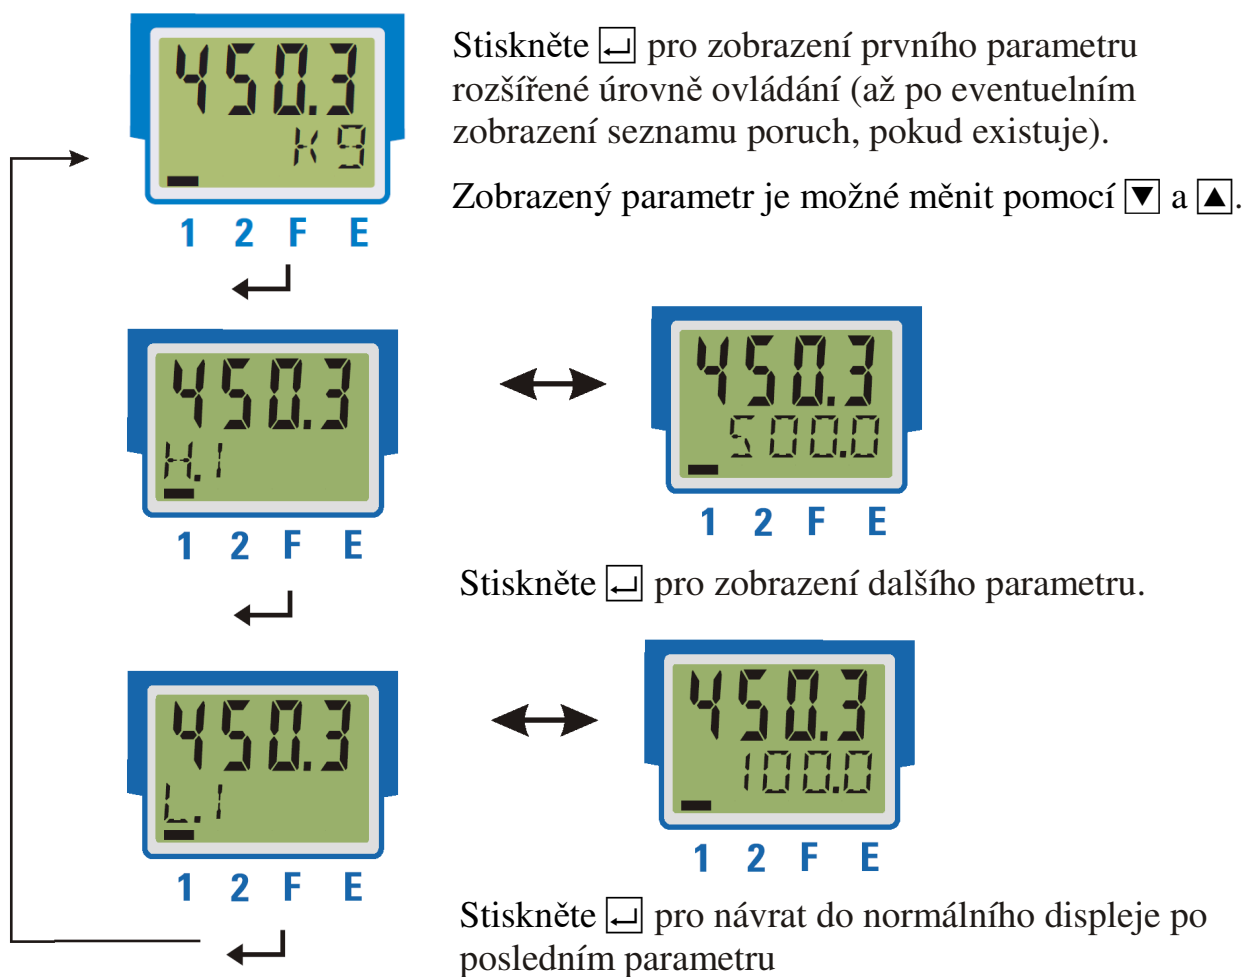 450.3
Kg
1 2 F E
Stiskněte ↵ pro zobrazení prvního parametru
rozšířené úrovně ovládání (až po eventuelním
zobrazení seznamu poruch, pokud existuje).
Zobrazený parametr je možné měnit pomocí ▼ a ▲.
450.3
H.1
1 2 F E
450.3
500.0
1 2 F E
Stiskněte ↵ pro zobrazení dalšího parametru.
450.3
L.1
1 2 F E
450.3
100.0
1 2 F E
Stiskněte ↵ pro návrat do normálního displeje po
posledním parametru